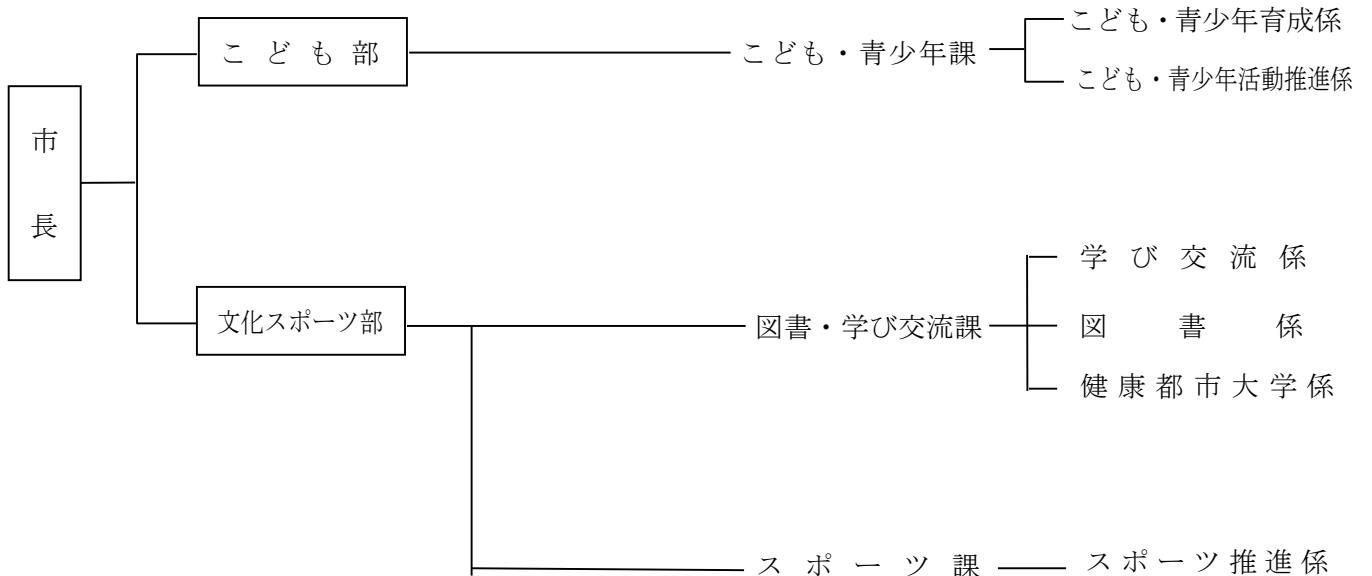 市長
こども部
こども・青少年課
こども・青少年育成係
こども・青少年活動推進係
文化スポーツ部
図書・学び交流課
学び交流係
図書係
健康都市大学係
スポーツ課
スポーツ推進係